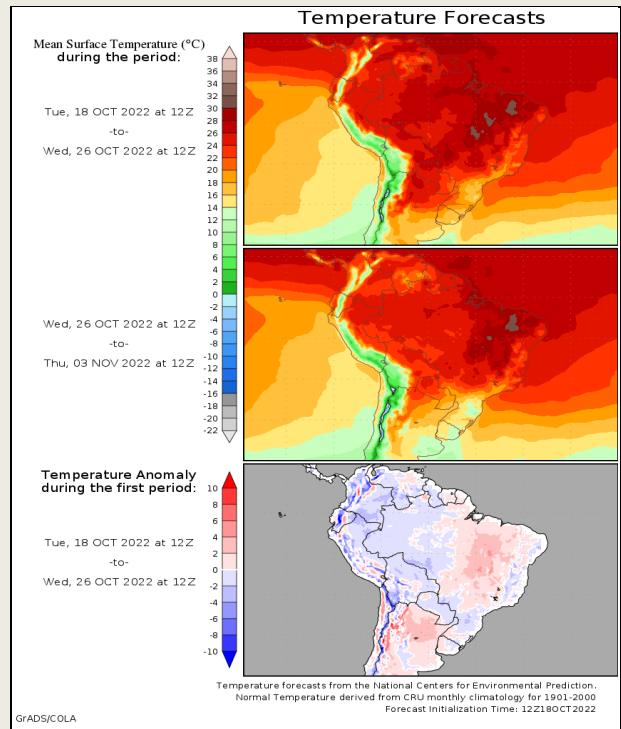 Temperature Forecasts
Mean Surface Temperature (°C)
during the period:
Tue, 18 OCT 2022 at 12Z
-to-
Wed, 26 OCT 2022 at 12Z
38
36
34
32
30
28
26
24
22
20
18
16
14
12
10
8
6
4
2
0
-2
-4
-6
-8
-10
-12
-14
-16
-18
-20
-22
Wed, 26 OCT 2022 at 12Z
-to-
Thu, 03 NOV 2022 at 12Z
Temperature Anomaly
during the first period:
Tue, 18 OCT 2022 at 12Z
-to-
Wed, 26 OCT 2022 at 12Z
10
8
6
4
2
0
-2
-4
-6
-8
-10
Temperature forecasts from the National Centers for Environmental Prediction.
Normal Temperature derived from CRU monthly climatology for 1901-2000
Forecast Initialization Time: 12Z18OCT2022
GrADS/COLA